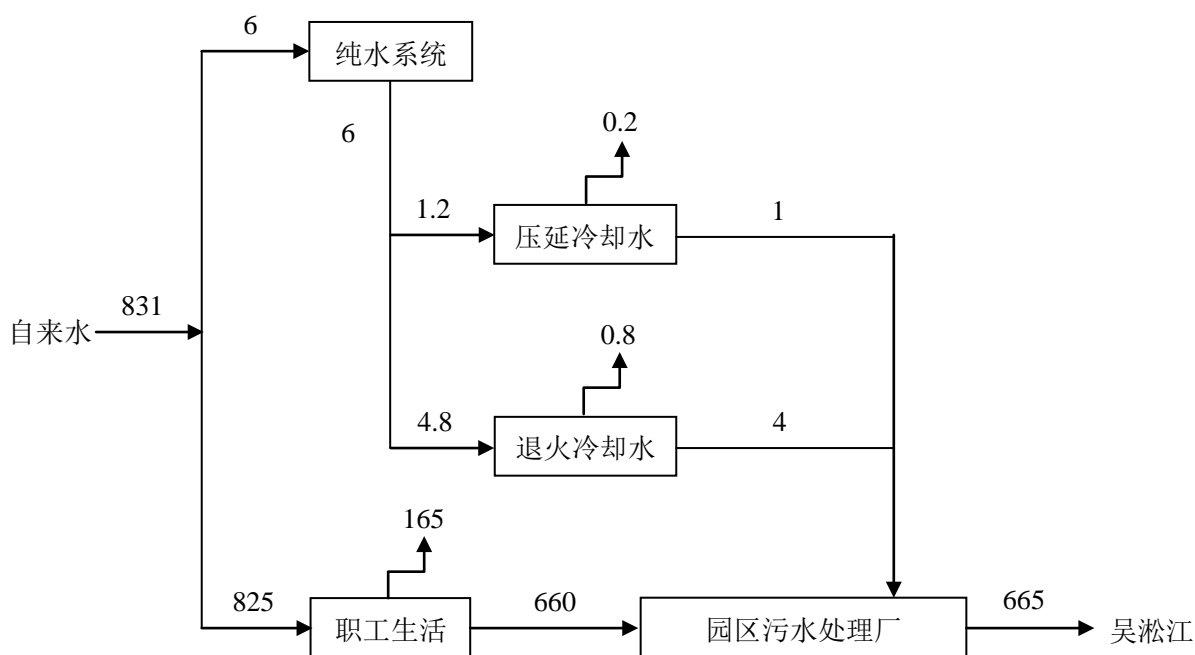 6
纯水系统
6
0.2
1.2
压延冷却水
1
831
自来水
0.8
4.8
退火冷却水
4
165
825
职工生活
660
园区污水处理厂
665
吴淞江